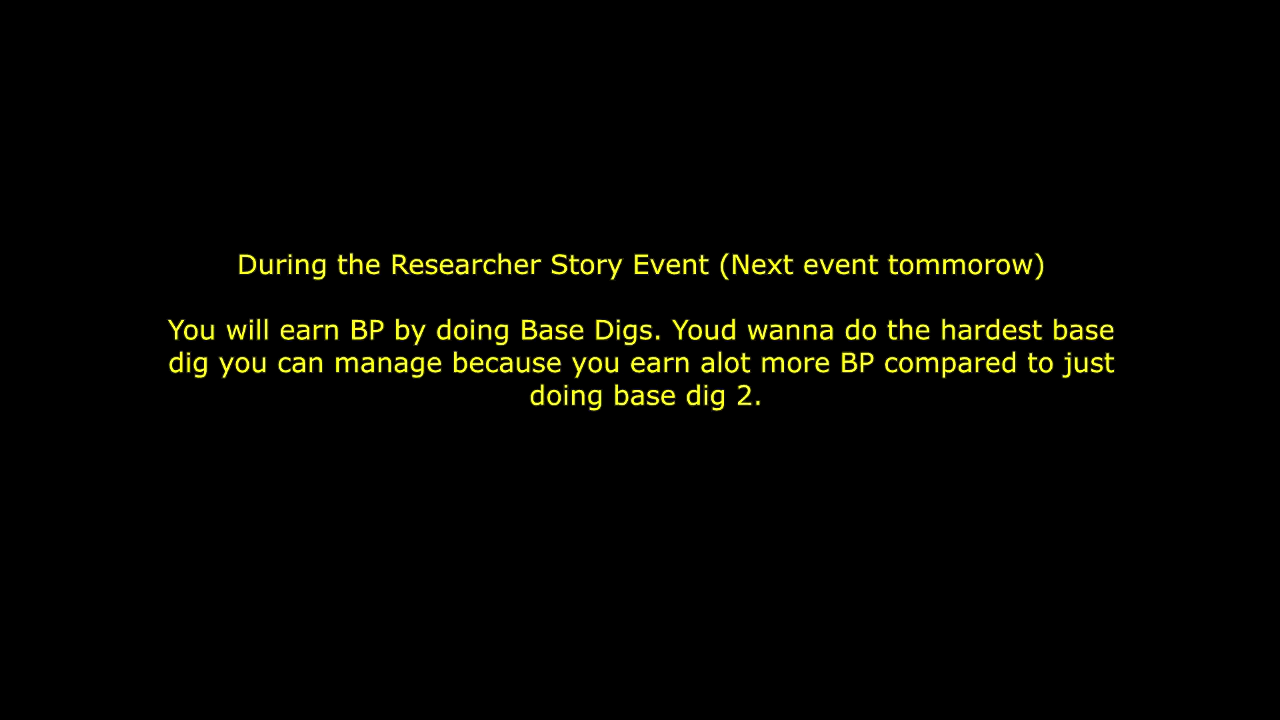 During the Researcher Story Event (Next event tommorow)
You will earn BP by doing Base Digs. Youd wanna do the hardest base
dig you can manage because you earn alot more BP compared to just
doing base dig 2.